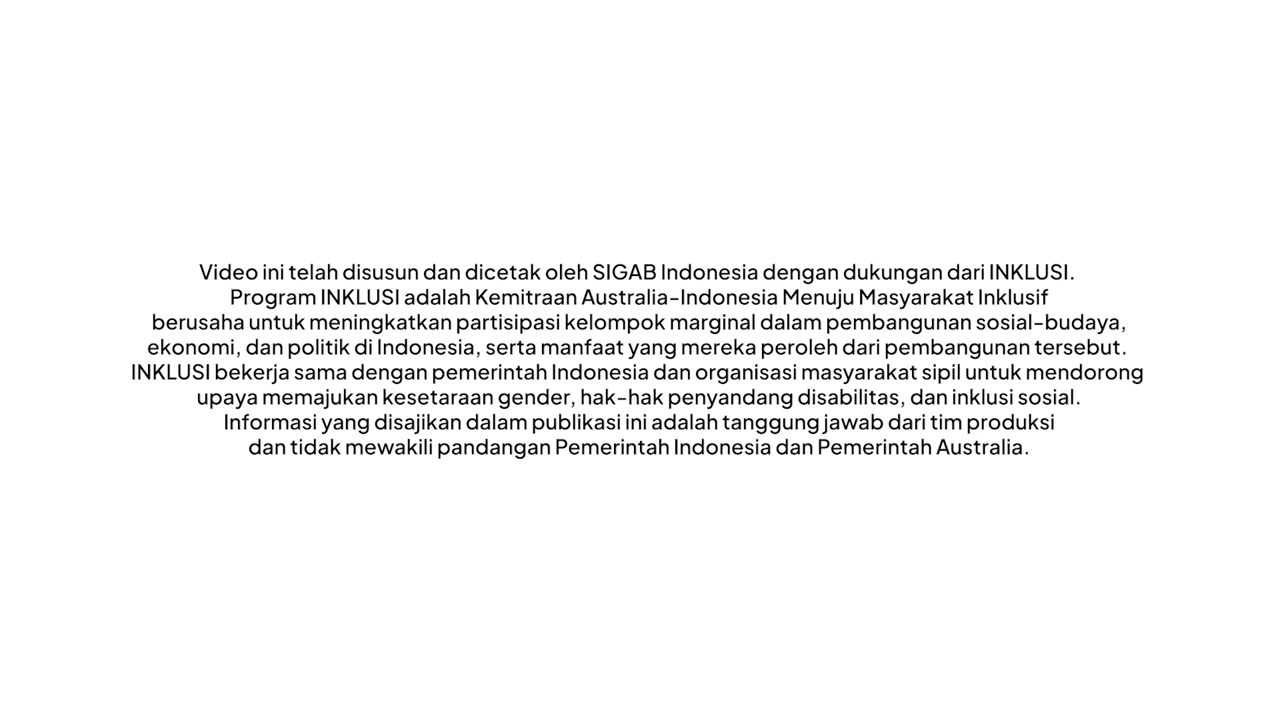 Video ini telah disusun dan dicetak oleh SIGAB Indonesia dengan dukungan dari INKLUSI.
Program INKLUSI adalah Kemitraan Australia-Indonesia Menuju Masyarakat Inklusif
berusaha untuk meningkatkan partisipasi kelompok marginal dalam pembangunan sosial-budaya,
ekonomi, dan politik di Indonesia, serta manfaat yang mereka peroleh dari pembangunan tersebut.
INKLUSI bekerja sama dengan pemerintah Indonesia dan organisasi masyarakat sipil untuk mendorong
upaya memajukan kesetaraan gender, hak-hak penyandang disabilitas, dan inklusi sosial.
Informasi yang disajikan dalam publikasi ini adalah tanggung jawab dari tim produksi
dan tidak mewakili pandangan Pemerintah Indonesia dan Pemerintah Australia.